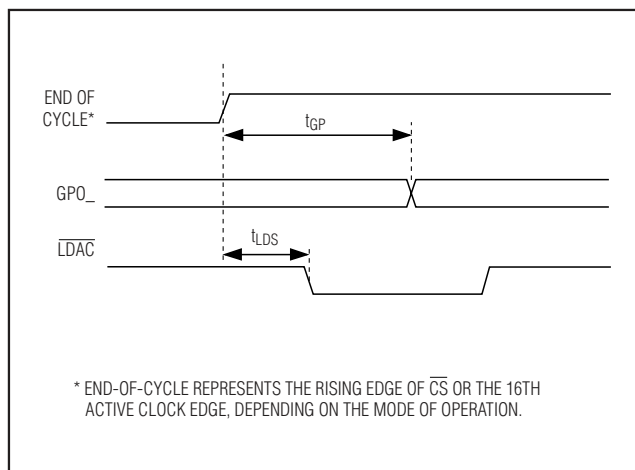 END OF
CYCLE*
tGP
GPO_
tLDS
LDAC
* END-OF-CYCLE REPRESENTS THE RISING EDGE OF CS OR THE 16TH
ACTIVE CLOCK EDGE, DEPENDING ON THE MODE OF OPERATION.